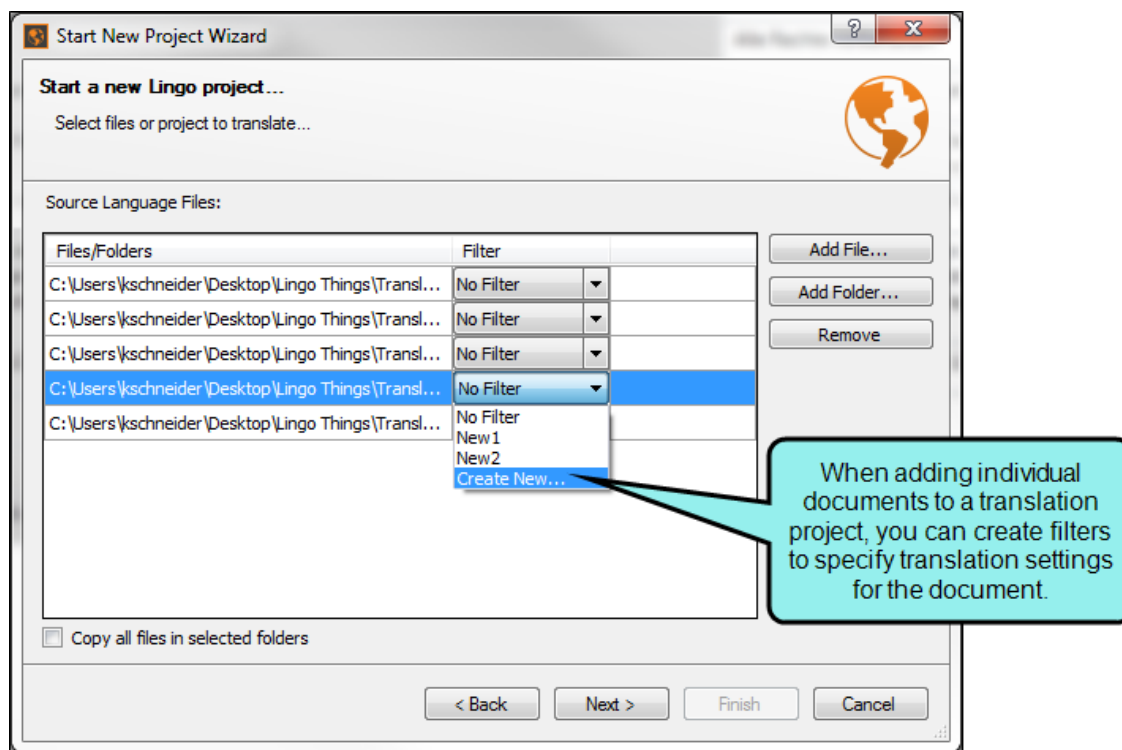 Start New Project Wizard
Start a new Lingo project...
Select files or project to translate...
Source Language Files:
Files/Folders Filter
C:\Users\kschneider\Desktop\Lingo Things\Transl... No Filter
C:\Users\kschneider\Desktop\Lingo Things\Transl... No Filter
C:\Users\kschneider\Desktop\Lingo Things\Transl... No Filter
C:\Users\kschneider\Desktop\Lingo Things\Transl... No Filter
C:\Users\kschneider\Desktop\Lingo Things\Transl...
No Filter
New1
New2
Create New...
Add File...
Add Folder...
Remove
When adding individual
documents to a translation
project, you can create filters
to specify translation settings
for the document.
Copy all files in selected folders
< Back Next > Finish Cancel